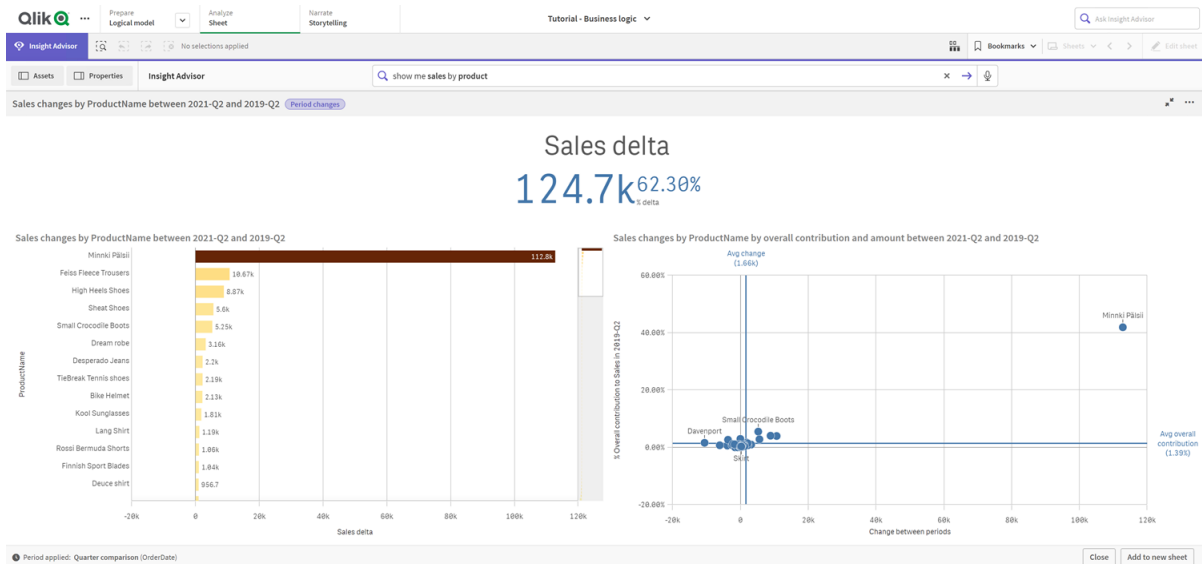 Qlik
Prepare
Logical model
Analyze
Sheet
Narrate
Storytelling
Tutorial - Business logic
Ask Insight Advisor
Insight Advisor
No selections applied
Bookmarks
Sheets
Edit sheet
Assets
Properties
Insight Advisor
show me sales by product
Sales changes by ProductName between 2021-Q2 and 2019-Q2
Period changes
Sales delta
124.7k
62.30%
% delta
Sales changes by ProductName between 2021-Q2 and 2019-Q2
ProductName
Minnki Pälsii 112.8k
Feiss Fleece Trousers 10.67k
High Heels Shoes 8.87k
Sheat Shoes 5.6k
Small Crocodile Boots 5.25k
Dream robe 3.16k
Desperado Jeans 2.2k
TieBreak Tennis shoes 2.19k
Bike Helmet 2.13k
Kool Sunglasses 1.81k
Lang Shirt 1.19k
Rossi Bermuda Shorts 1.06k
Finnish Sport Blades 1.04k
Deuce shirt 956.7
-20k 0 20k 40k 60k 80k 100k 120k
Sales delta
Sales changes by ProductName by overall contribution and amount between 2021-Q2 and 2019-Q2
Avg change
(1.66k)
% Overall contribution to Sales in 2019-Q2
60.00%
Minnki Pälsii
40.00%
20.00%
Small Crocodile Boots
Davenport
0.00%
Avg overall
contribution
(1.39%)
Skirt
-20.00%
-20k 0 20k 40k 60k 80k 100k 120k
Change between periods
Period applied: Quarter comparison (OrderDate)
Close
Add to new sheet